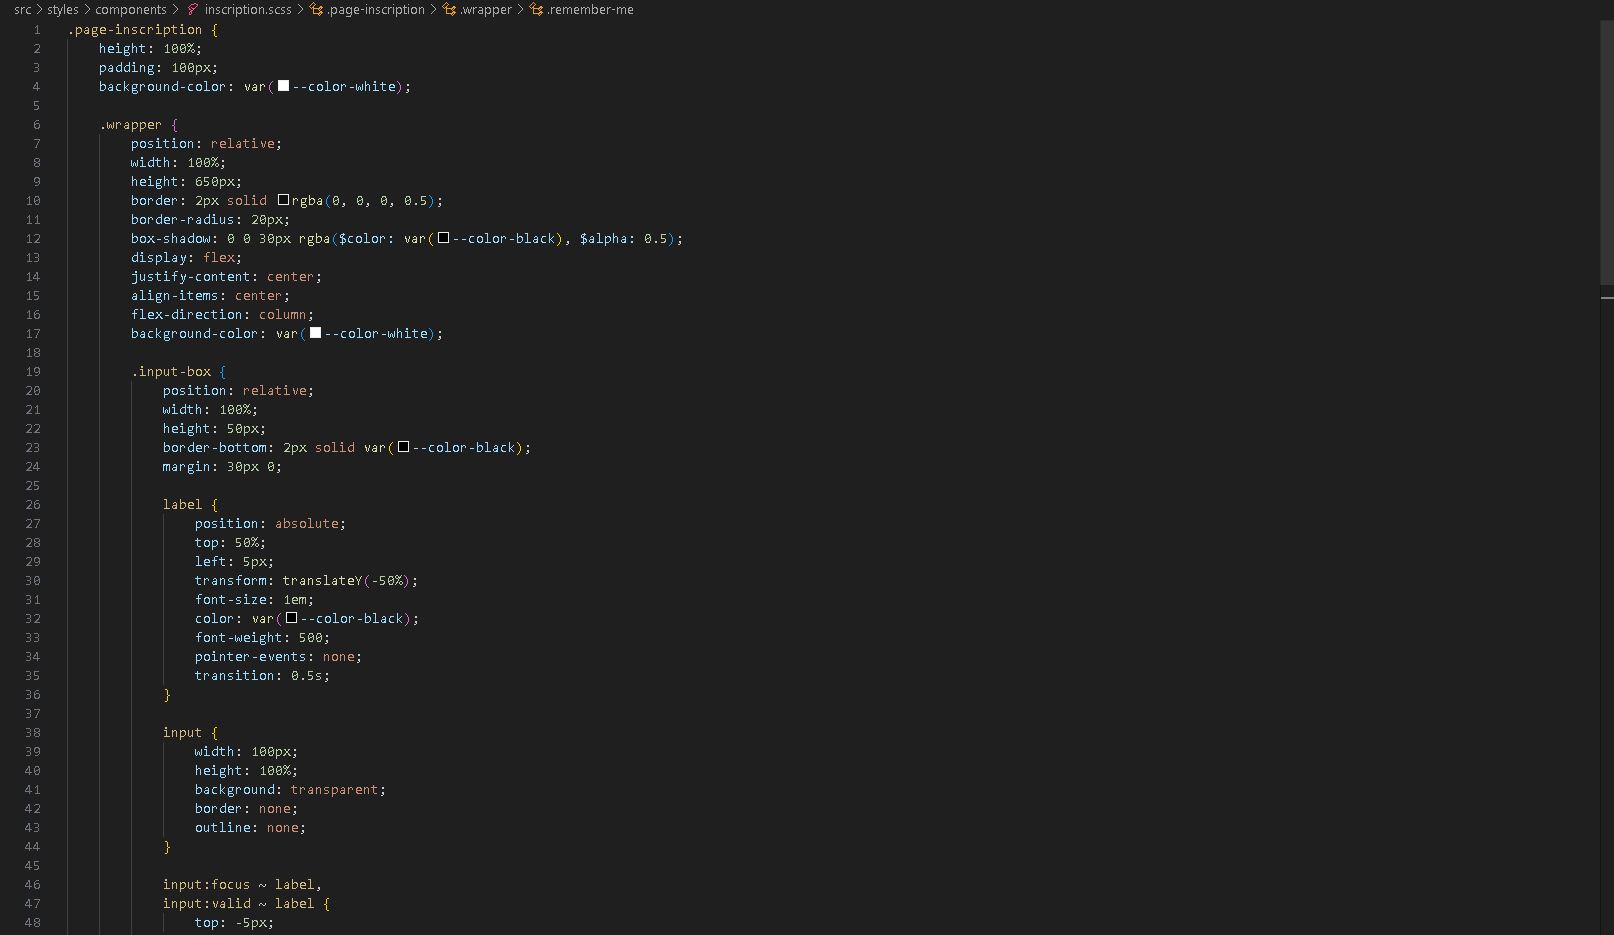 src > styles > components > inscription.scss > .page-inscription > .wrapper > .remember-me
1 .page-inscription {
2 height: 100%;
3 padding: 100px;
4 background-color: var(--color-white);
5
6 .wrapper {
7 position: relative;
8 width: 100%;
9 height: 650px;
10 border: 2px solid rgba(0, 0, 0, 0.5);
11 border-radius: 20px;
12 box-shadow: 0 0 30px rgba($color: var(--color-black), $alpha: 0.5);
13 display: flex;
14 justify-content: center;
15 align-items: center;
16 flex-direction: column;
17 background-color: var(--color-white);
18
19 .input-box {
20 position: relative;
21 width: 100%;
22 height: 50px;
23 border-bottom: 2px solid var(--color-black);
24 margin: 30px 0;
25
26 label {
27 position: absolute;
28 top: 50%;
29 left: 5px;
30 transform: translateY(-50%);
31 font-size: 1em;
32 color: var(--color-black);
33 font-weight: 500;
34 pointer-events: none;
35 transition: 0.5s;
36 }
37
38 input {
39 width: 100px;
40 height: 100%;
41 background: transparent;
42 border: none;
43 outline: none;
44 }
45
46 input:focus ~ label,
47 input:valid ~ label {
48 top: -5px;